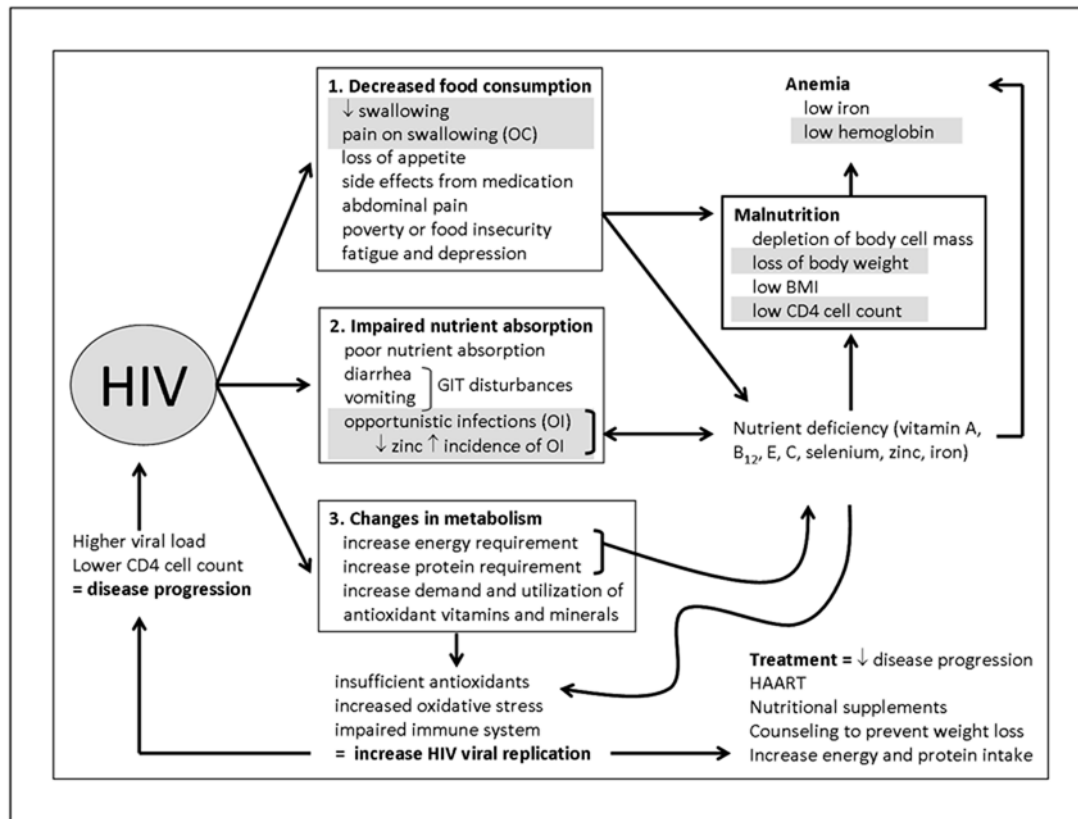 HIV
1. Decreased food consumption
↓ swallowing
pain on swallowing (OC)
loss of appetite
side effects from medication
abdominal pain
poverty or food insecurity
fatigue and depression
2. Impaired nutrient absorption
poor nutrient absorption
diarrhea
vomiting
GIT disturbances
opportunistic infections (OI)
↓ zinc ↑ incidence of OI
3. Changes in metabolism
increase energy requirement
increase protein requirement
increase demand and utilization of
antioxidant vitamins and minerals
Anemia
low iron
low hemoglobin
Malnutrition
depletion of body cell mass
loss of body weight
low BMI
low CD4 cell count
Nutrient deficiency (vitamin A,
B₁₂, E, C, selenium, zinc, iron)
Higher viral load
Lower CD4 cell count
= disease progression
insufficient antioxidants
increased oxidative stress
impaired immune system
= increase HIV viral replication
Treatment = ↓ disease progression
HAART
Nutritional supplements
Counseling to prevent weight loss
Increase energy and protein intake